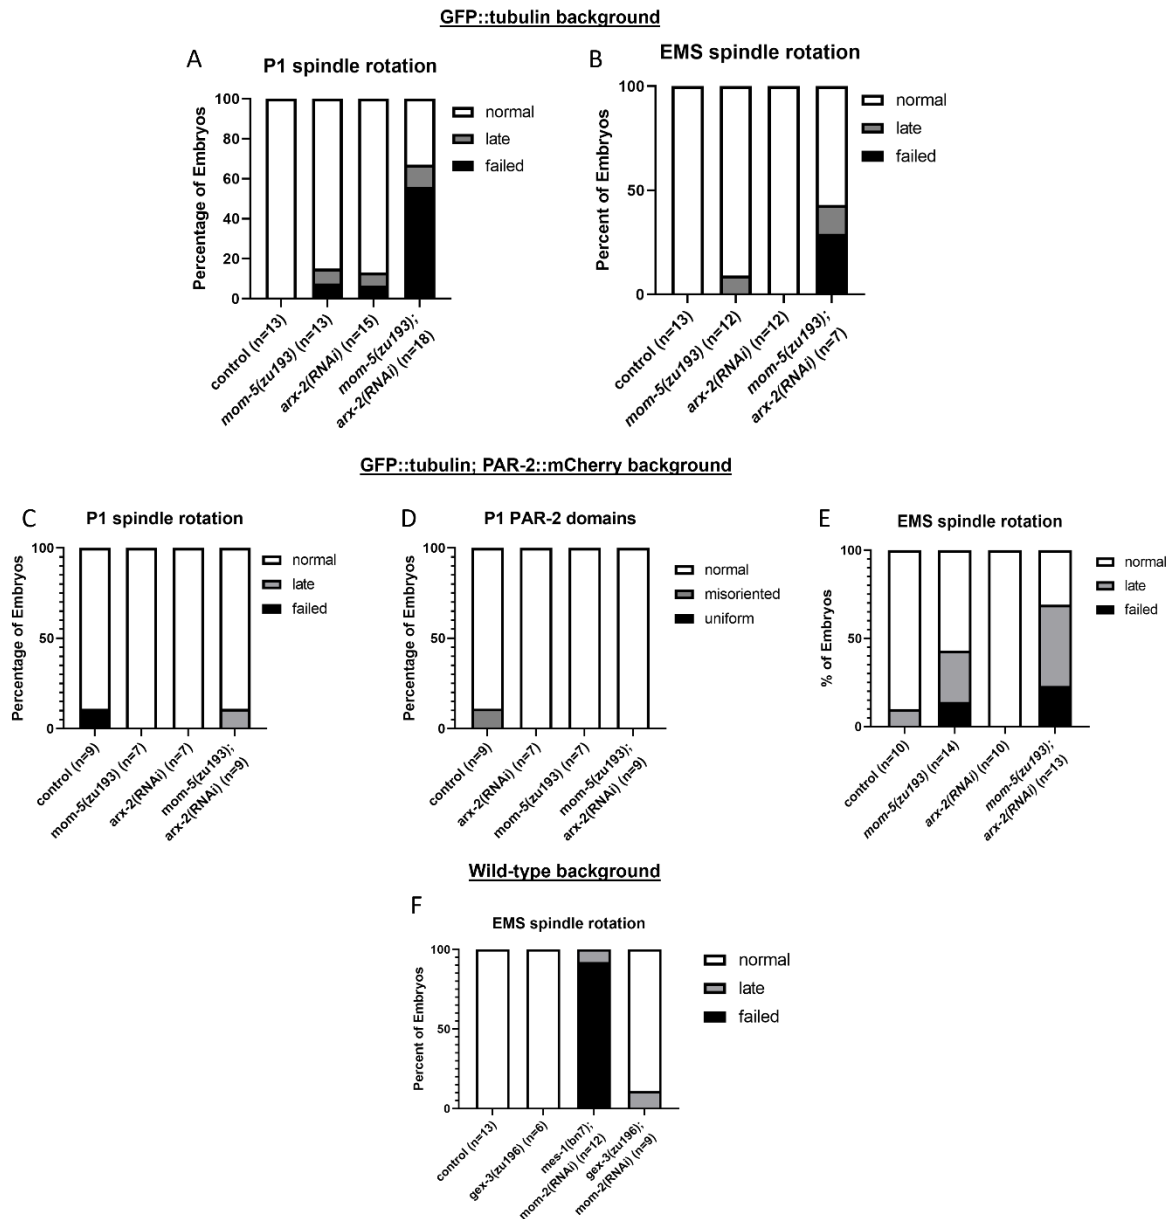 GFP::tubulin background
A
P1 spindle rotation
Percentage of Embryos
100
80
60
40
20
0
normal
late
failed
control (n=13)
mom-5(zu193) (n=13)
arx-2(RNAi) (n=15)
mom-5(zu193);
arx-2(RNAi) (n=18)
B
EMS spindle rotation
Percent of Embryos
100
50
0
normal
late
failed
control (n=13)
mom-5(zu193) (n=12)
arx-2(RNAi) (n=12)
mom-5(zu193);
arx-2(RNAi) (n=7)
GFP::tubulin; PAR-2::mCherry background
C
P1 spindle rotation
Percentage of Embryos
100
50
0
normal
late
failed
control (n=9)
mom-5(zu193) (n=7)
arx-2(RNAi) (n=7)
mom-5(zu193);
arx-2(RNAi) (n=9)
D
P1 PAR-2 domains
Percentage of Embryos
100
50
0
normal
misoriented
uniform
control (n=9)
arx-2(RNAi) (n=7)
mom-5(zu193) (n=7)
mom-5(zu193);
arx-2(RNAi) (n=9)
E
EMS spindle rotation
% of Embryos
100
50
0
normal
late
failed
control (n=10)
mom-5(zu193) (n=14)
arx-2(RNAi) (n=10)
mom-5(zu193);
arx-2(RNAi) (n=13)
Wild-type background
F
EMS spindle rotation
Percent of Embryos
100
50
0
normal
late
failed
control (n=13)
gex-3(zu196) (n=6)
mes-1(bn7);
mom-2(RNAi) (n=12)
gex-3(zu196);
mom-2(RNAi) (n=9)